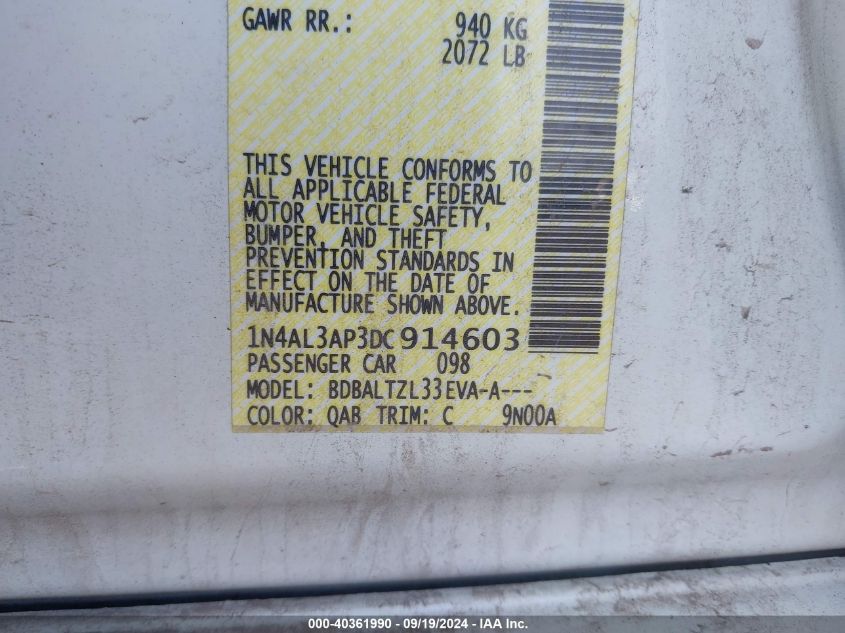 GAWR RR.: 940 KG
2072 LB
THIS VEHICLE CONFORMS TO
ALL APPLICABLE FEDERAL
MOTOR VEHICLE SAFETY,
BUMPER, AND THEFT
PREVENTION STANDARDS IN
EFFECT ON THE DATE OF
MANUFACTURE SHOWN ABOVE.
1N4AL3AP3DC914603
PASSENGER CAR 098
MODEL: BDBALTZL33EVA-A---
COLOR: QAB TRIM: C 9N00A
000-40361990 - 09/19/2024 - IAA Inc.